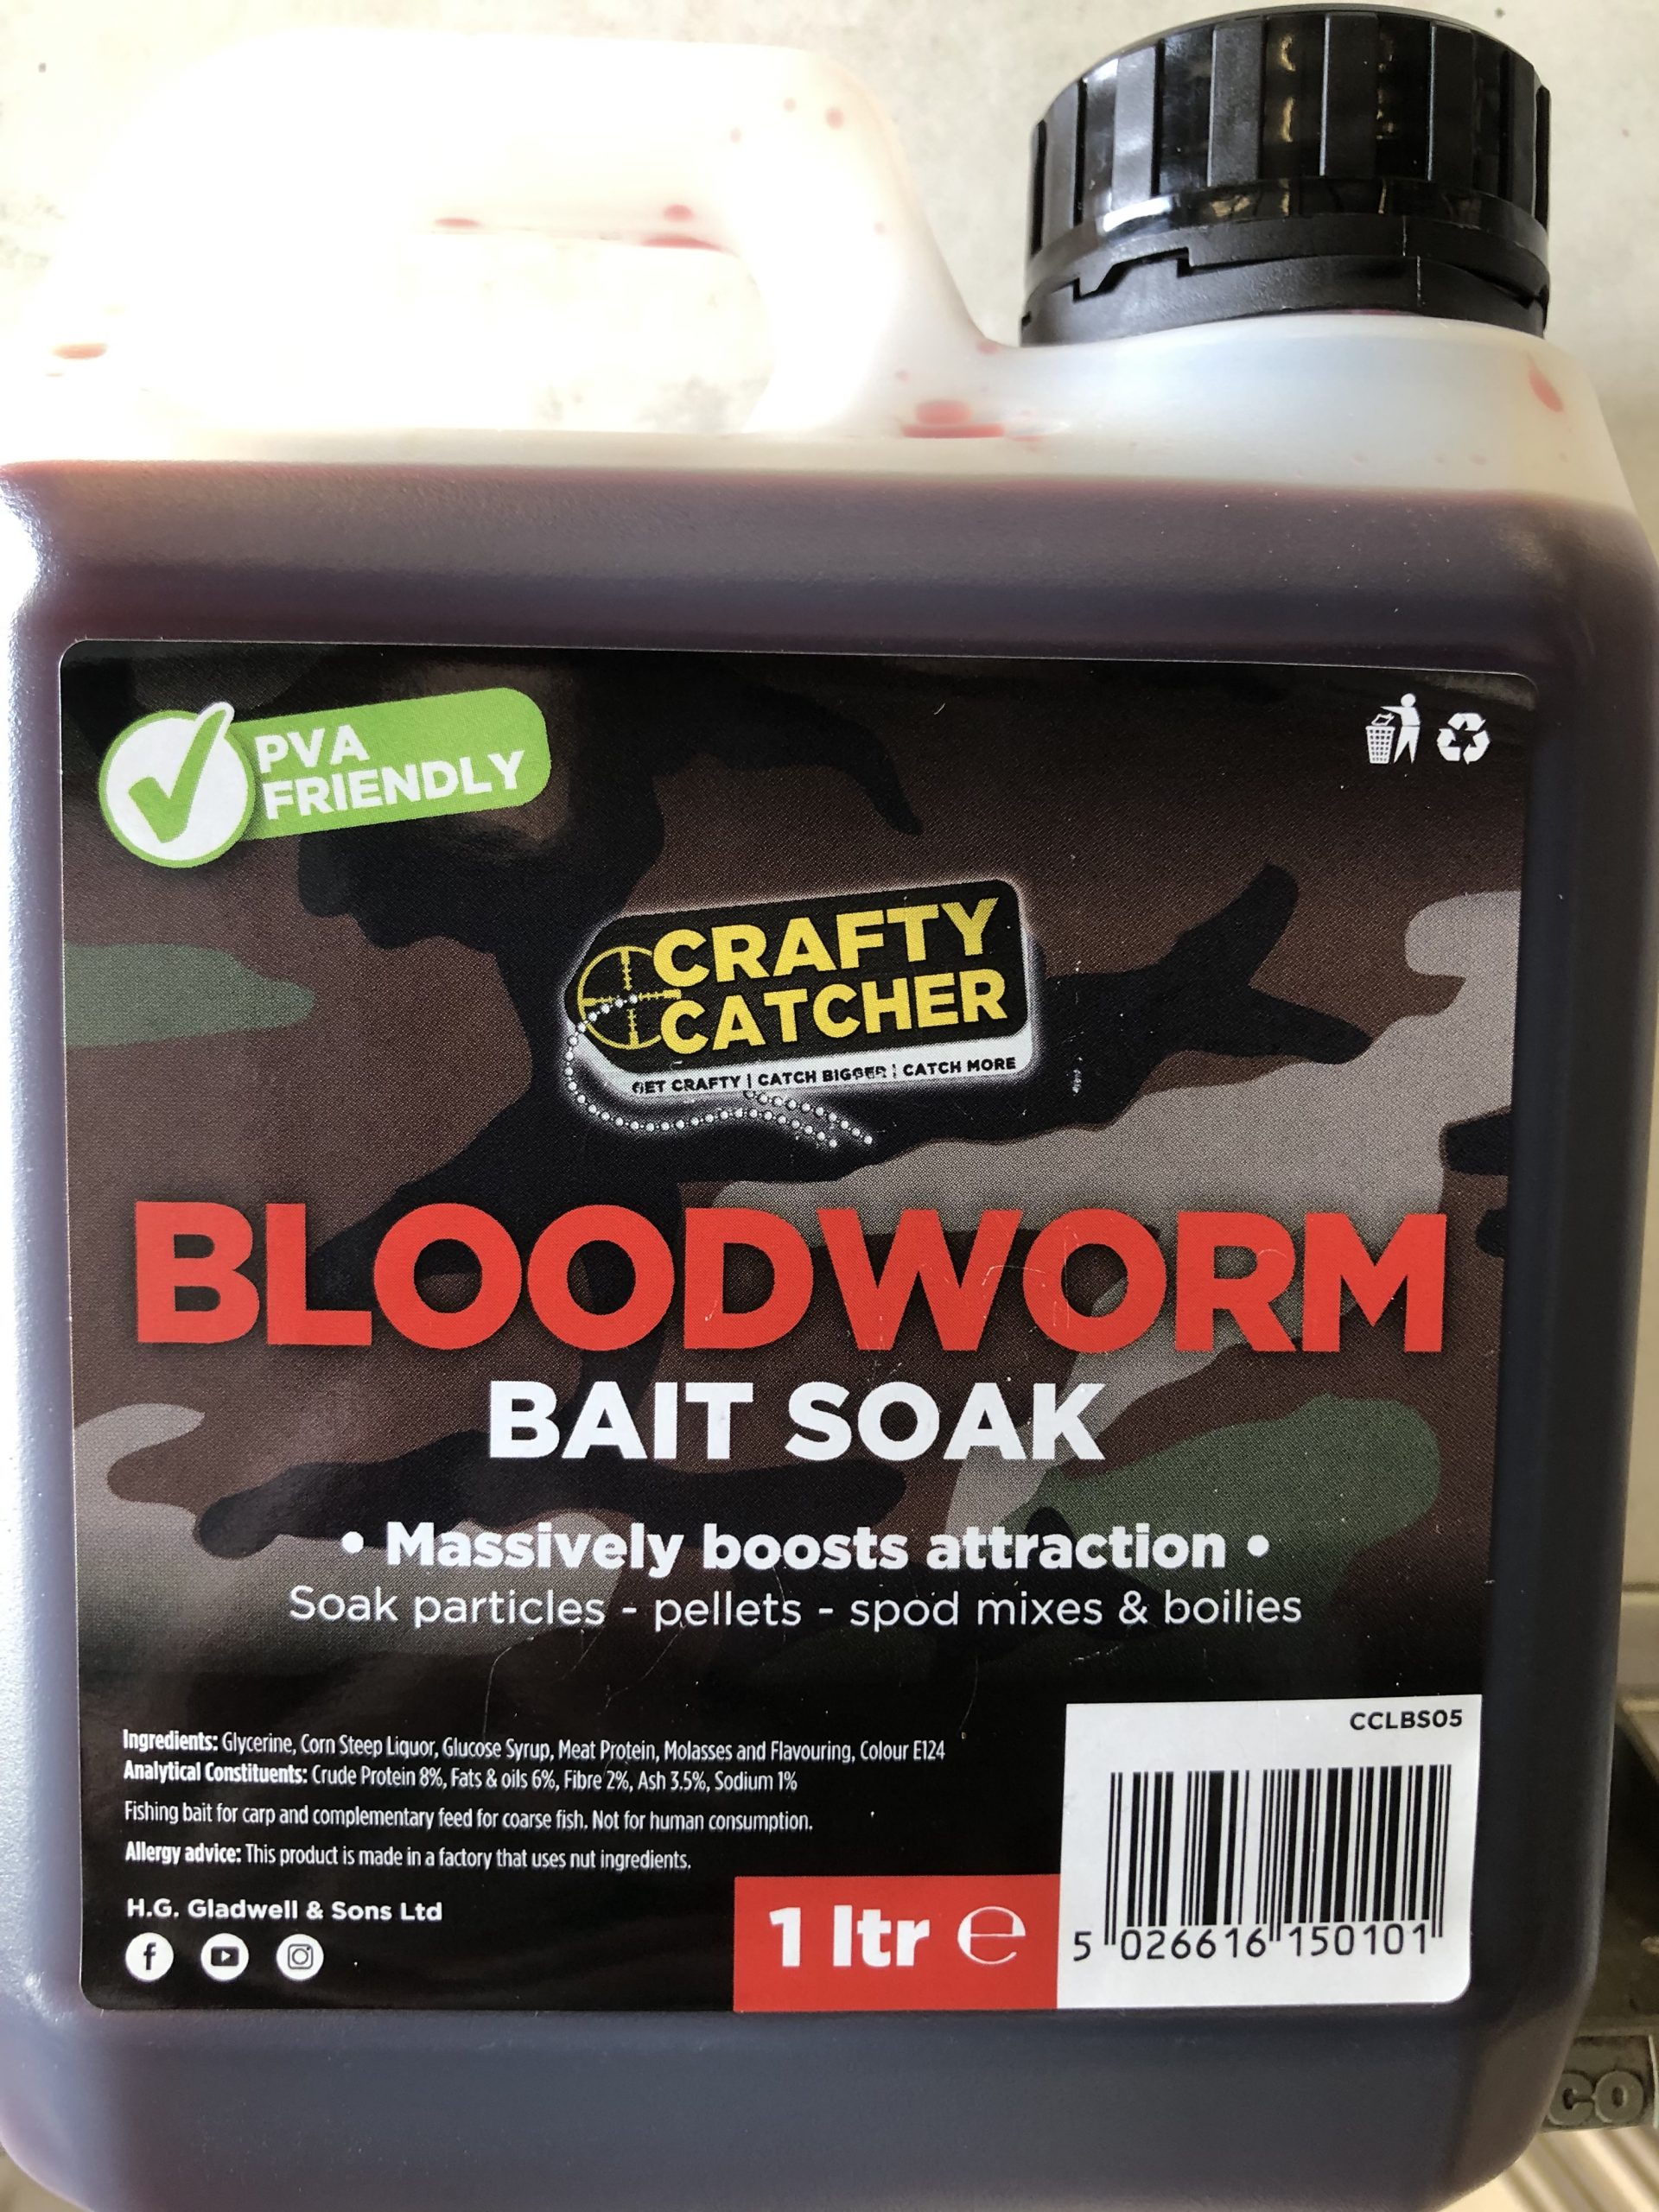 PVA
FRIENDLY
CRAFTY
CATCHER
GET CRAFTY | CATCH BIGGER | CATCH MORE
BLOODWORM
BAIT SOAK
• Massively boosts attraction •
Soak particles - pellets - spod mixes & boilies
Ingredients: Glycerine, Corn Steep Liquor, Glucose Syrup, Meat Protein, Molasses and Flavouring, Colour E124
Analytical Constituents: Crude Protein 8%, Fats & oils 6%, Fibre 2%, Ash 3.5%, Sodium 1%
Fishing bait for carp and complementary feed for coarse fish. Not for human consumption.
Allergy advice: This product is made in a factory that uses nut ingredients.
H.G. Gladwell & Sons Ltd
1 ltr ℮
CCLBS05
5 026616 150101